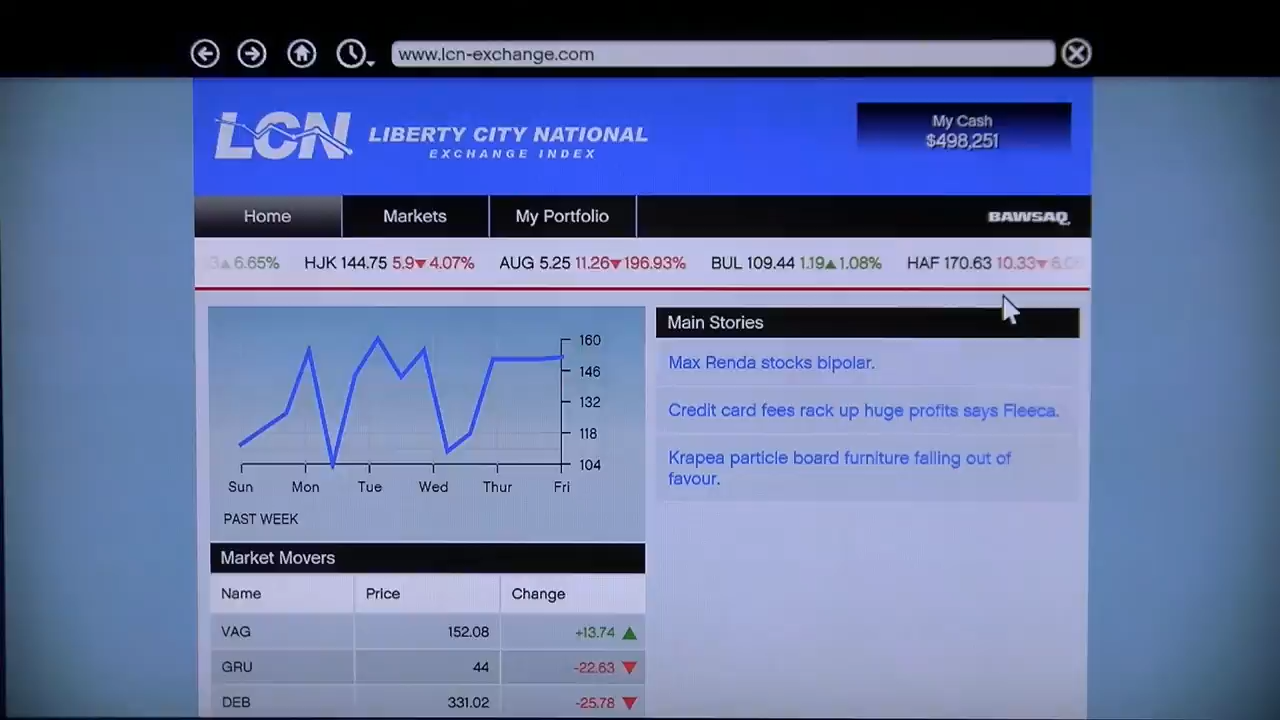 www.lcn-exchange.com
LCN LIBERTY CITY NATIONAL
EXCHANGE INDEX
My Cash
$498,251
Home Markets My Portfolio BAWSAQ
6.65% HJK 144.75 5.9▼4.07% AUG 5.25 11.26▼196.93% BUL 109.44 1.19▲1.08% HAF 170.63 10.33▼
160
146
132
118
104
Sun Mon Tue Wed Thur Fri
PAST WEEK
Main Stories
Max Renda stocks bipolar.
Credit card fees rack up huge profits says Fleeca.
Krapea particle board furniture falling out of
favour.
Market Movers
Name Price Change
VAG 152.08 +13.74 ▲
GRU 44 -22.63 ▼
DEB 331.02 -25.78 ▼